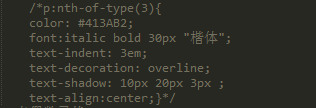 /*p:nth-of-type(3){
color: #413AB2;
font:italic bold 30px "楷体";
text-indent: 3em;
text-decoration: overline;
text-shadow: 10px 20px 3px ;
text-align:center;}*/